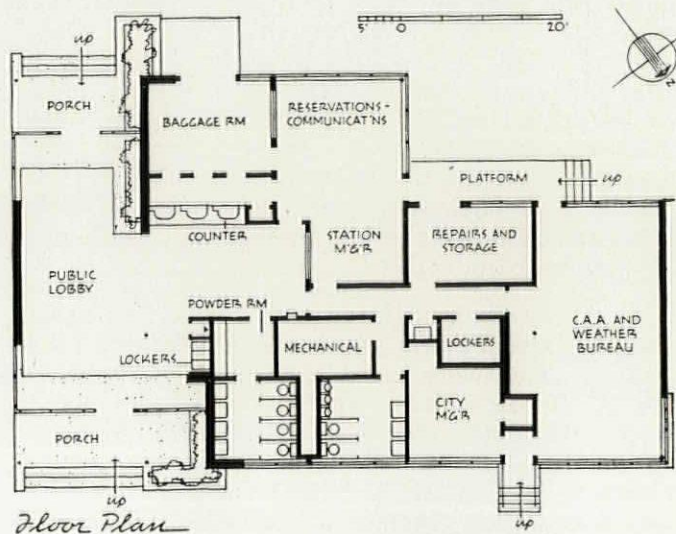 up
5' 0 20'
N
PORCH
BAGGAGE RM
RESERVATIONS-
COMMUNICAT'NS
PLATFORM
up
COUNTER
STATION
M'G'R
REPAIRS AND
STORAGE
PUBLIC
LOBBY
POWDER RM
C.A.A. AND
WEATHER
BUREAU
LOCKERS
MECHANICAL
LOCKERS
CITY
M'G'R
PORCH
up
up
Floor Plan